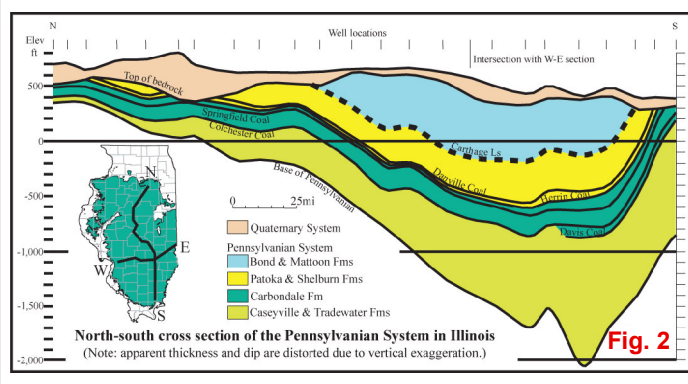 N
Well locations
S
Elev
ft
Intersection with W-E section
500
Top of bedrock
Springfield Coal
Colchester Coal
0
Carthage Ls
Base of Pennsylvanian
Danville Coal
Herrin Coal
Davis Coal
-500
-1,000
-1,500
-2,000
N
E
W
S
0 25mi
Quaternary System
Pennsylvanian System
Bond & Mattoon Fms
Patoka & Shelburn Fms
Carbondale Fm
Caseyville & Tradewater Fms
North-south cross section of the Pennsylvanian System in Illinois
(Note: apparent thickness and dip are distorted due to vertical exaggeration.)
Fig. 2